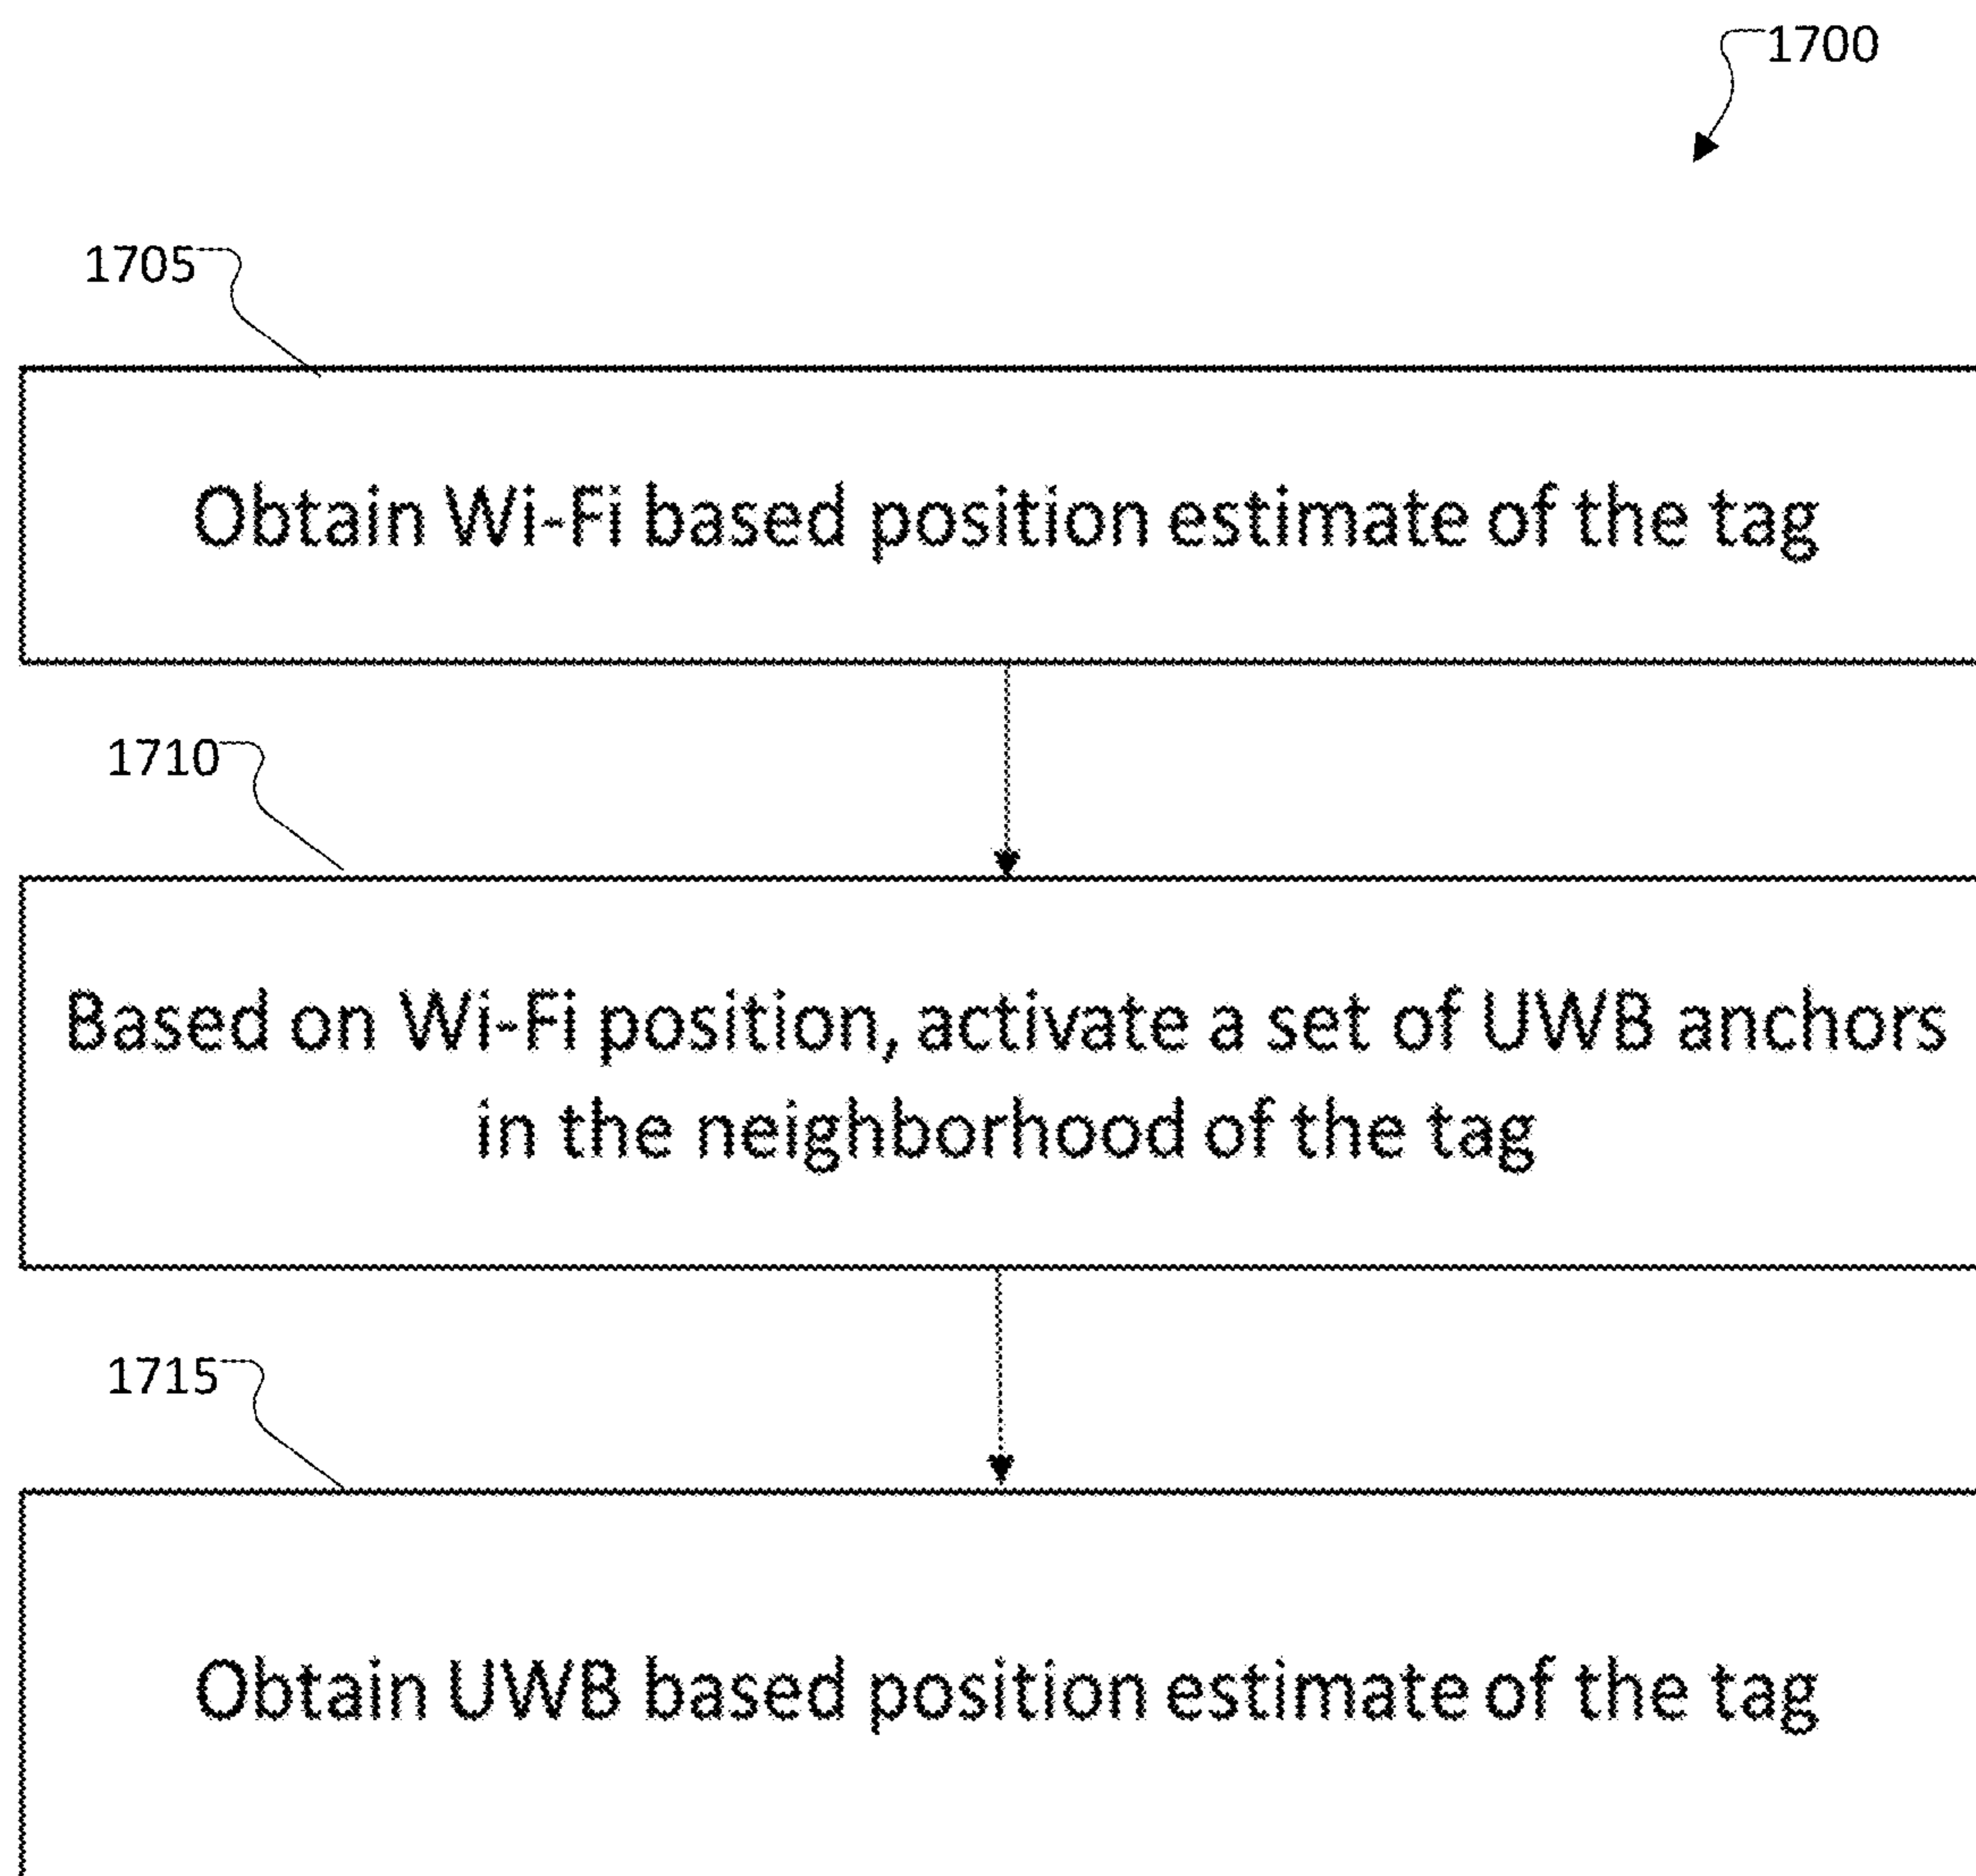 1700
1705
Obtain Wi-Fi based position estimate of the tag
1710
Based on Wi-Fi position, activate a set of UWB anchors
in the neighborhood of the tag
1715
Obtain UWB based position estimate of the tag